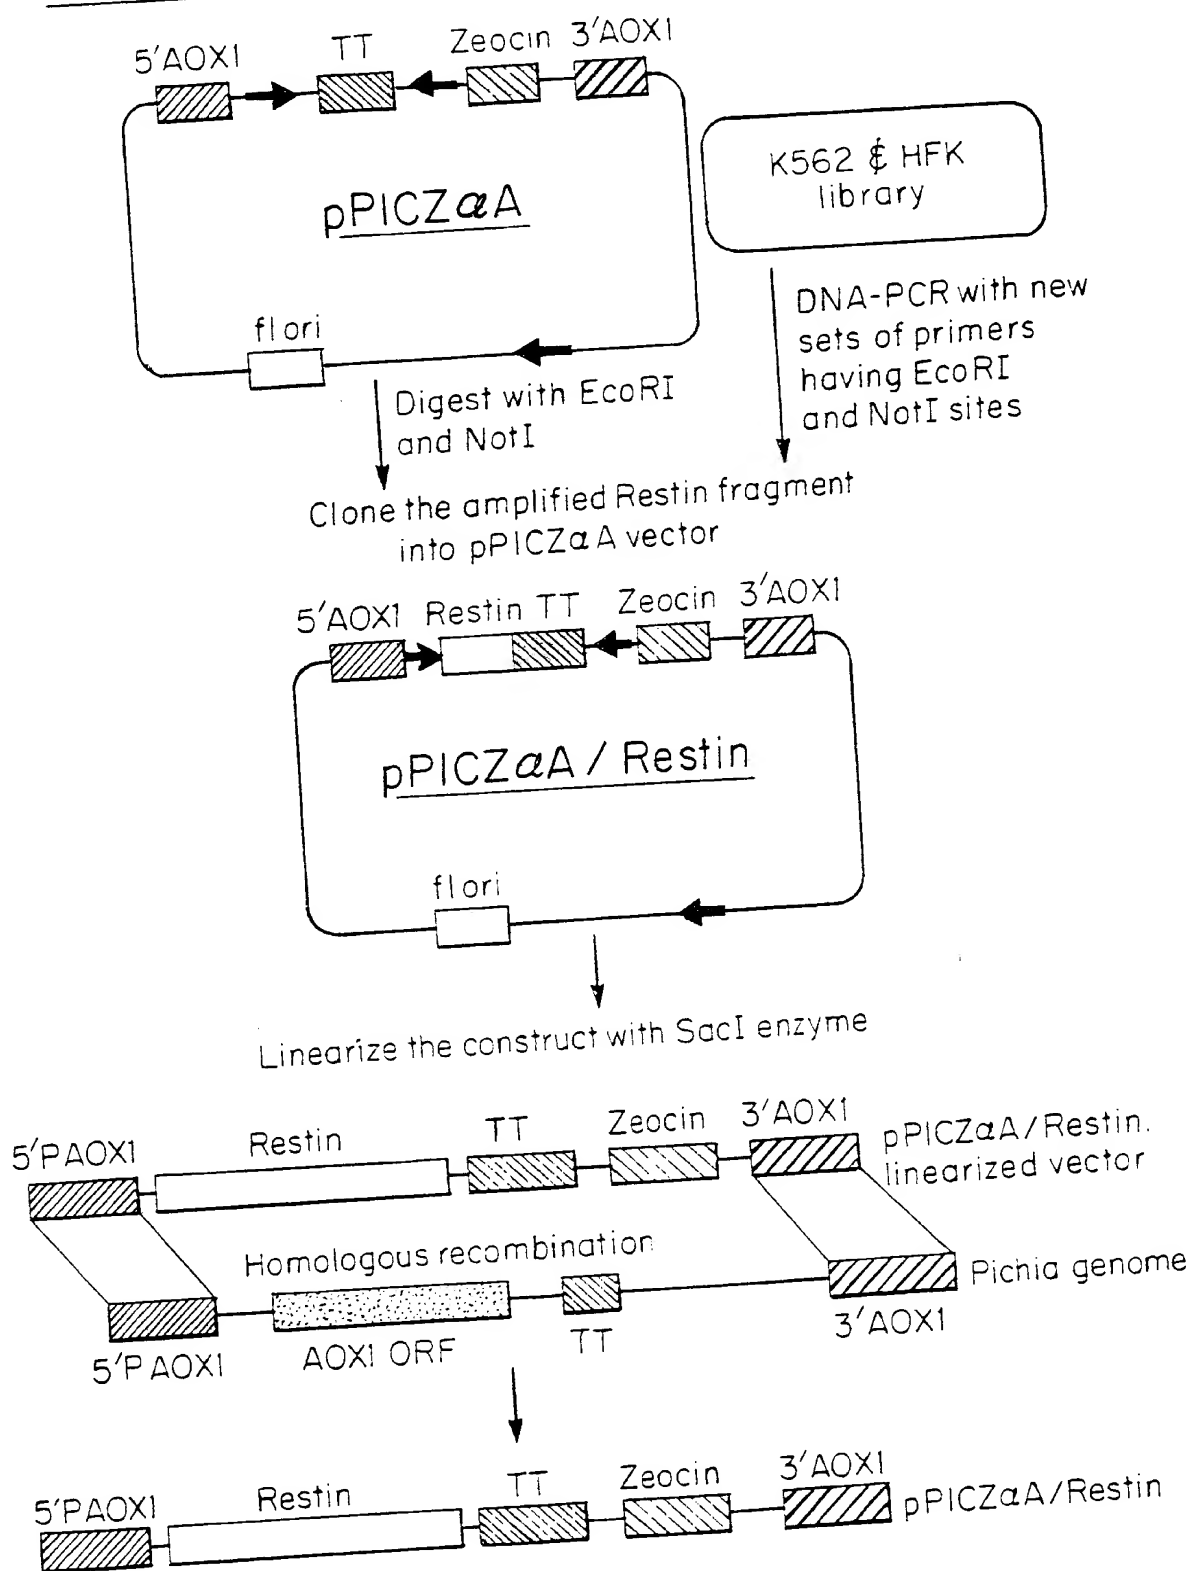 5'AOX1 TT Zeocin 3'AOX1
pPICZαA
K562 & HFK
library
f1 ori
DNA-PCR with new
sets of primers
having EcoRI
and NotI sites
Digest with EcoRI
and NotI
Clone the amplified Restin fragment
into pPICZαA vector
5'AOX1 Restin TT Zeocin 3'AOX1
pPICZαA / Restin
f1 ori
Linearize the construct with SacI enzyme
5'PAOX1 Restin TT Zeocin 3'AOX1
pPICZαA/Restin.
linearized vector
Homologous recombination
Pichia genome
5'PAOX1 AOX1 ORF TT 3'AOX1
5'PAOX1 Restin TT Zeocin 3'AOX1
pPICZαA/Restin